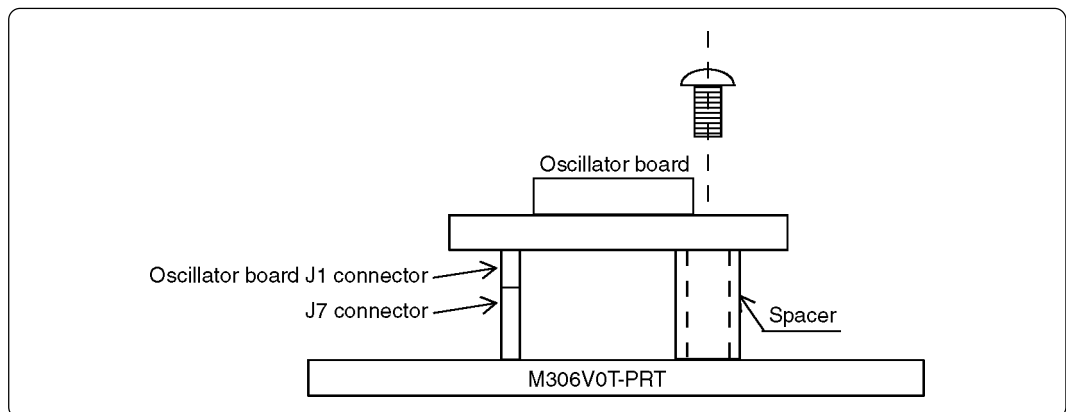 Oscillator board
Oscillator board J1 connector
J7 connector
Spacer
M306V0T-PRT